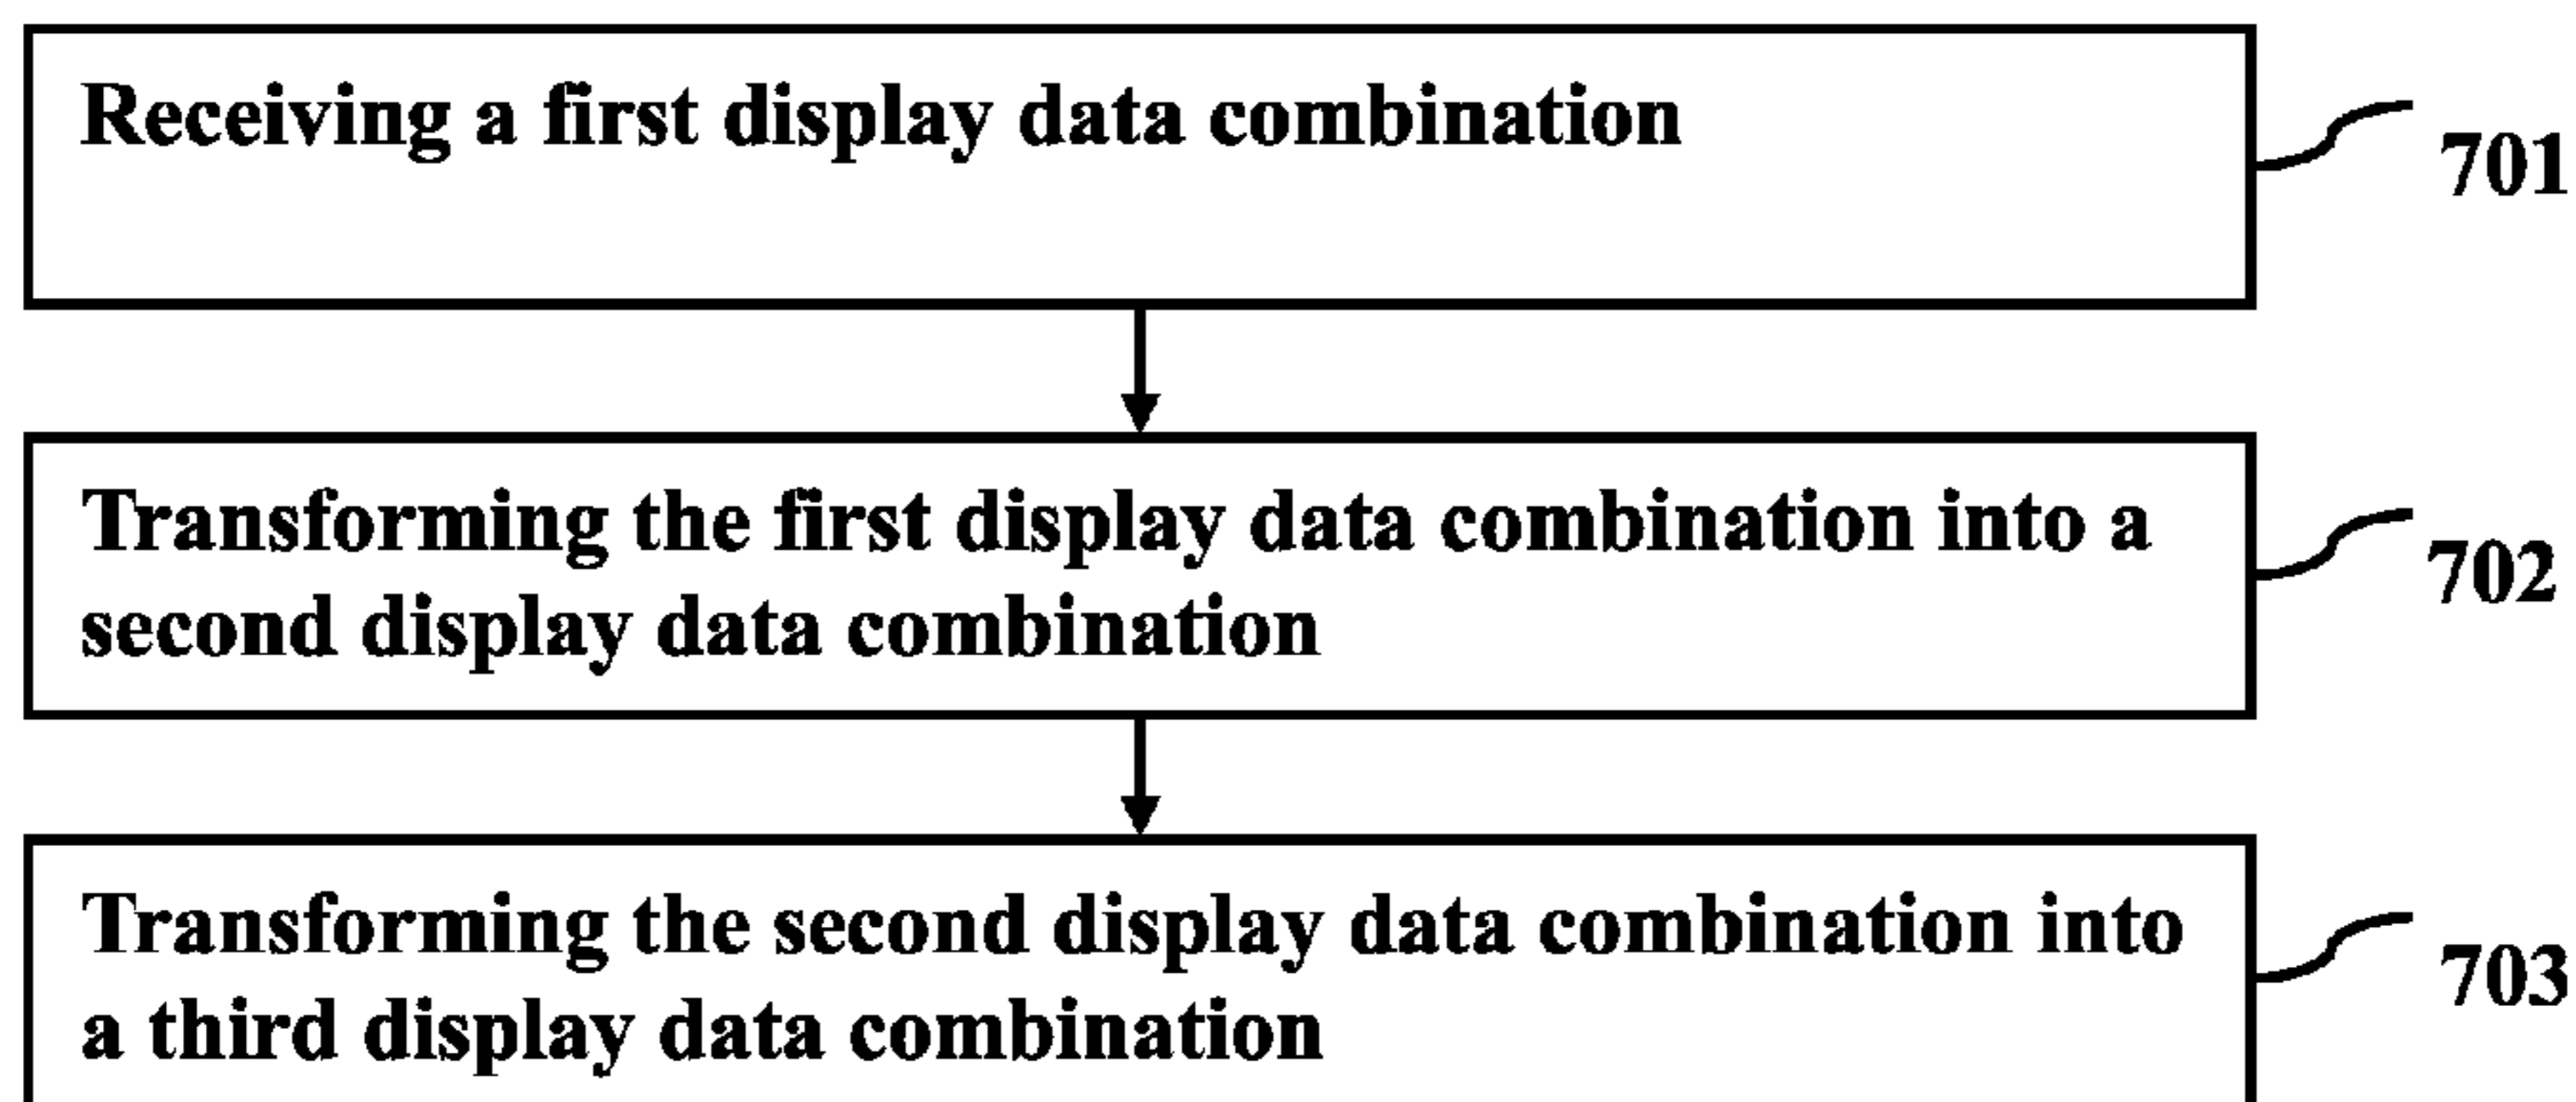 Receiving a first display data combination
701
Transforming the first display data combination into a
second display data combination
702
Transforming the second display data combination into
a third display data combination
703